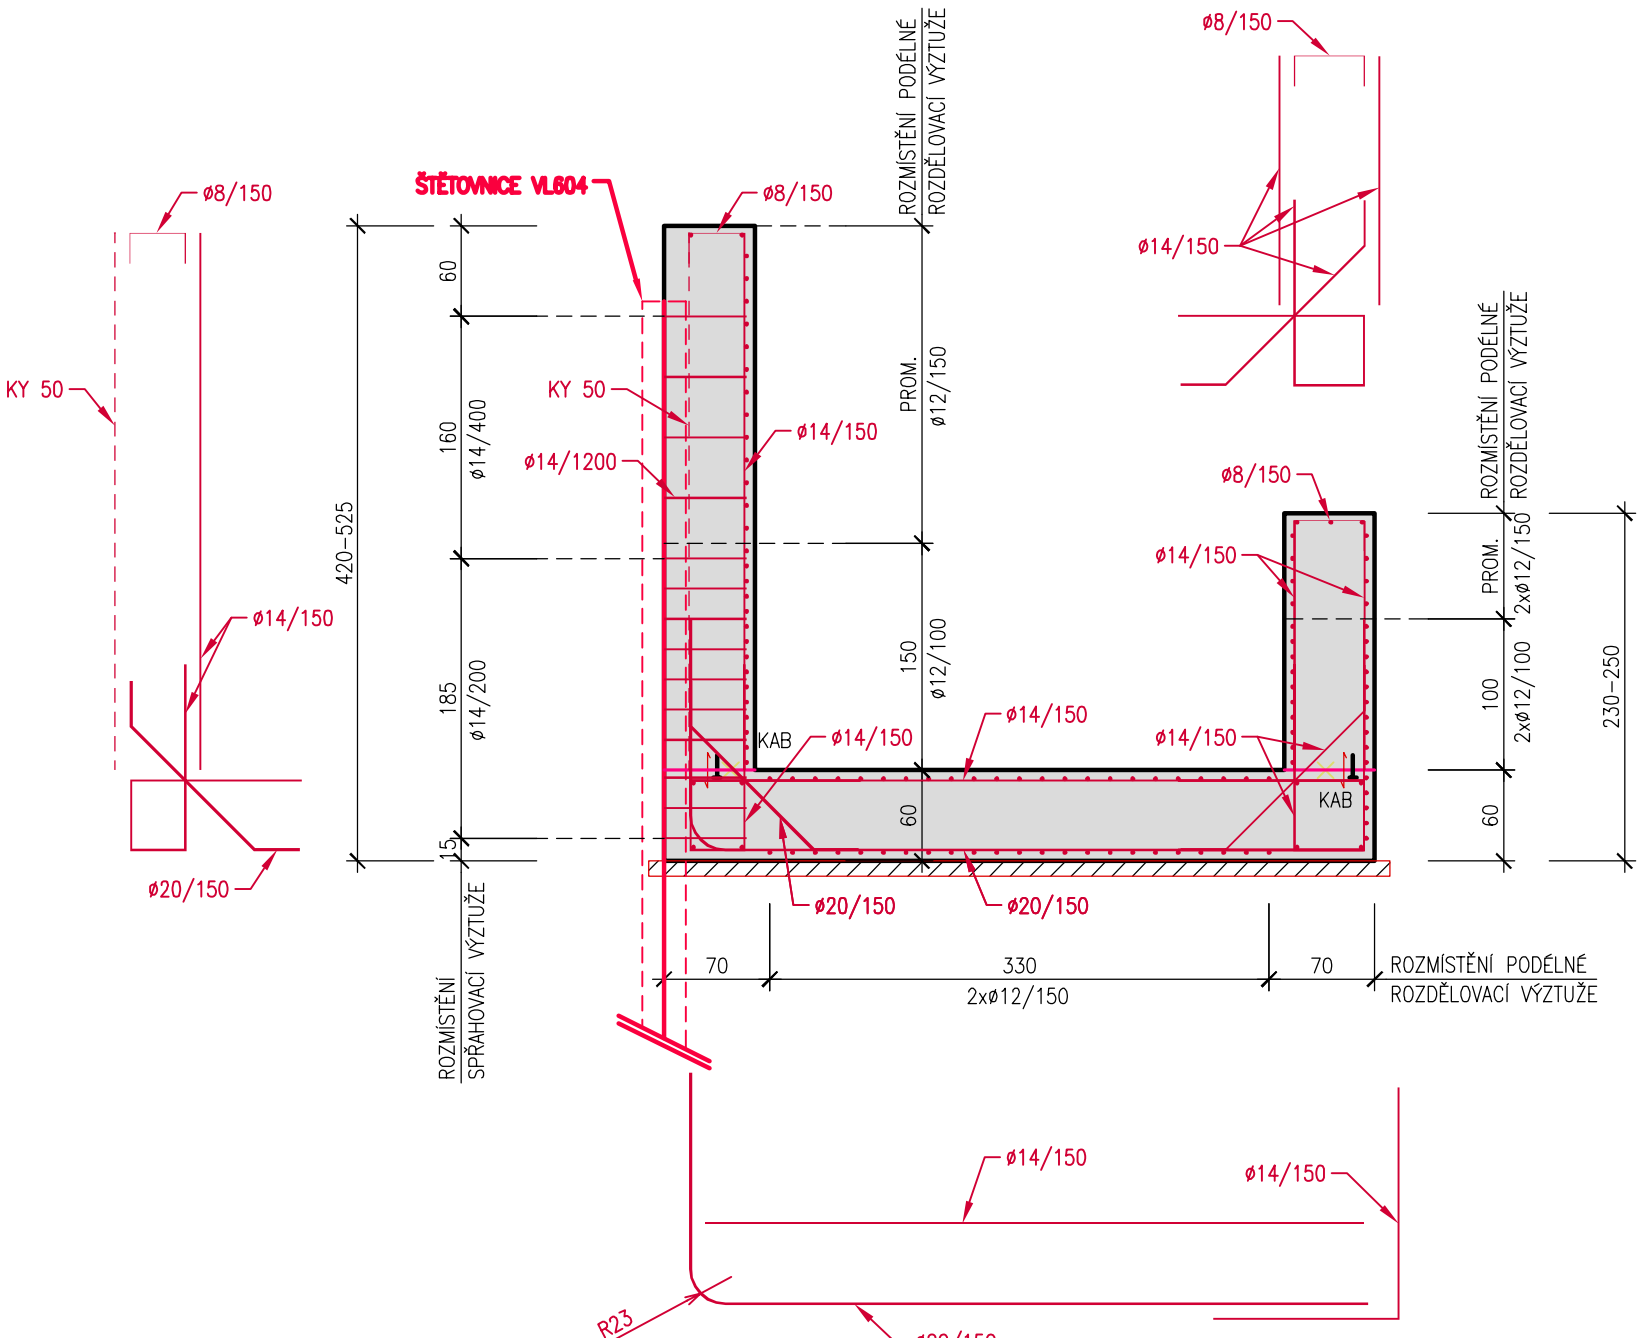 ø8/150
ROZMÍSTĚNÍ PODÉLNÉ
ROZDĚLOVACÍ VÝZTUŽE
ŠTĚTOVNICE VL604
ø8/150
ø8/150
ø14/150
60
KY 50
KY 50
160
ø14/400
PROM.
ø12/150
ø14/150
ø14/1200
ROZMÍSTĚNÍ PODÉLNÉ
ROZDĚLOVACÍ VÝZTUŽE
ø8/150
420-525
ø14/150
PROM.
2xø12/150
ø14/150
185
ø14/200
150
ø12/100
100
2xø12/100
230-250
ø14/150
KAB
ø14/150
ø14/150
KAB
15
60
60
ø20/150
ø20/150
ø20/150
ROZMÍSTĚNÍ
SPŘAHOVACÍ VÝZTUŽE
70
330
2xø12/150
70
ROZMÍSTĚNÍ PODÉLNÉ
ROZDĚLOVACÍ VÝZTUŽE
ø14/150
ø14/150
R23